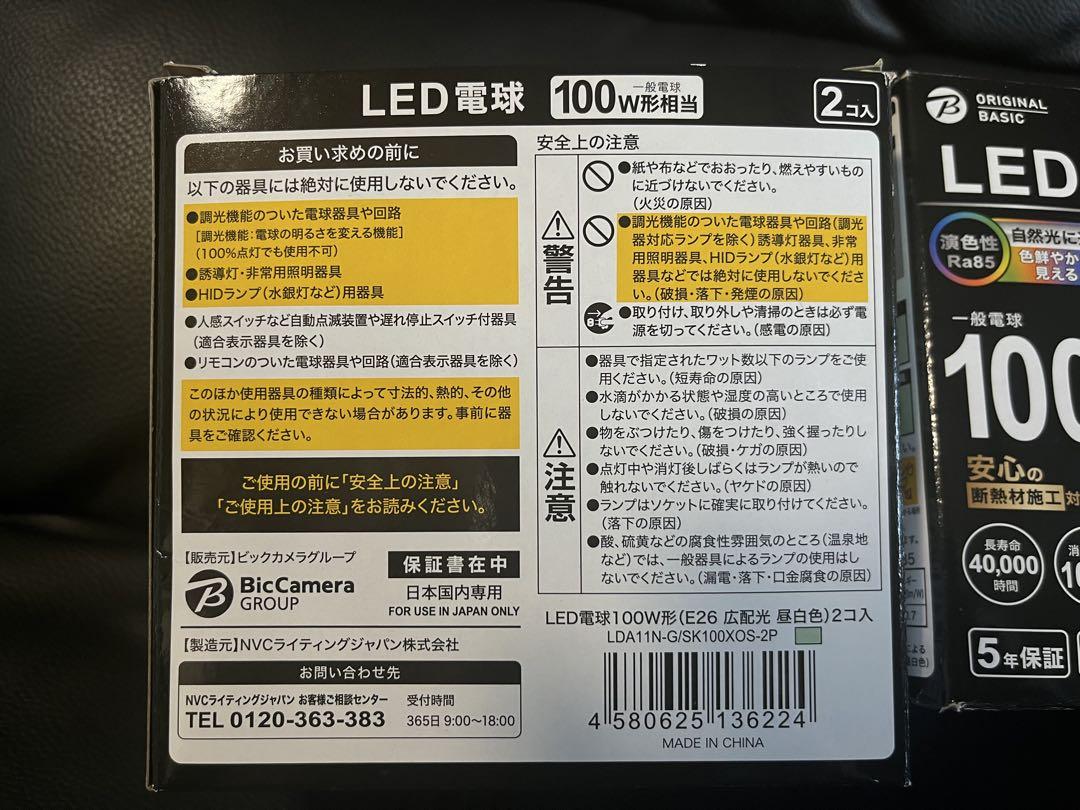 LED電球
一般電球
100W形相当
2コ入
お買い求めの前に
以下の器具には絶対に使用しないでください。
●調光機能のついた電球器具や回路
[調光機能:電球の明るさを変える機能]
(100%点灯でも使用不可)
●誘導灯・非常用照明器具
●HIDランプ(水銀灯など)用器具
●人感スイッチなど自動点滅装置や遅れ停止スイッチ付器具
(適合表示器具を除く)
●リモコンのついた電球器具や回路(適合表示器具を除く)
このほか使用器具の種類によって寸法的、熱的、その他
の状況により使用できない場合があります。事前に器
具をご確認ください。
ご使用の前に「安全上の注意」
「ご使用上の注意」をお読みください。
【販売元】ビックカメラグループ
BicCamera
GROUP
保証書在中
日本国内専用
FOR USE IN JAPAN ONLY
【製造元】NVCライティングジャパン株式会社
お問い合わせ先
NVCライティングジャパン お客様ご相談センター
TEL 0120-363-383
受付時間
365日 9:00〜18:00
安全上の注意
警告
●紙や布などでおおったり、燃えやすいもの
に近づけないでください。
(火災の原因)
●調光機能のついた電球器具や回路(調光
器対応ランプを除く)誘導灯器具、非常
用照明器具、HIDランプ(水銀灯など)用
器具などでは絶対に使用しないでくださ
い。(破損・落下・発煙の原因)
●取り付け、取り外しや清掃のときは必ず電
源を切ってください。(感電の原因)
注意
●器具で指定されたワット数以下のランプをご使
用ください。(短寿命の原因)
●水滴がかかる状態や湿度の高いところで使用
しないでください。(破損の原因)
●物をぶつけたり、傷をつけたり、強く握ったりし
ないでください。(破損・ケガの原因)
●点灯中や消灯後しばらくはランプが熱いので
触れないでください。(ヤケドの原因)
●ランプはソケットに確実に取り付けてください。
(落下の原因)
●酸、硫黄などの腐食性雰囲気のところ(温泉地
など)では、一般器具によるランプの使用はし
ないでください。(漏電・落下・口金腐食の原因)
LED電球100W形(E26 広配光 昼白色)2コ入
LDA11N-G/SK100XOS-2P
4 580625 136224
MADE IN CHINA
ORIGINAL
BASIC
LED
演色性
Ra85
自然光に
色鮮やか
見える
一般電球
100
安心の
断熱材施工対
長寿命
40,000
時間
消
5年保証